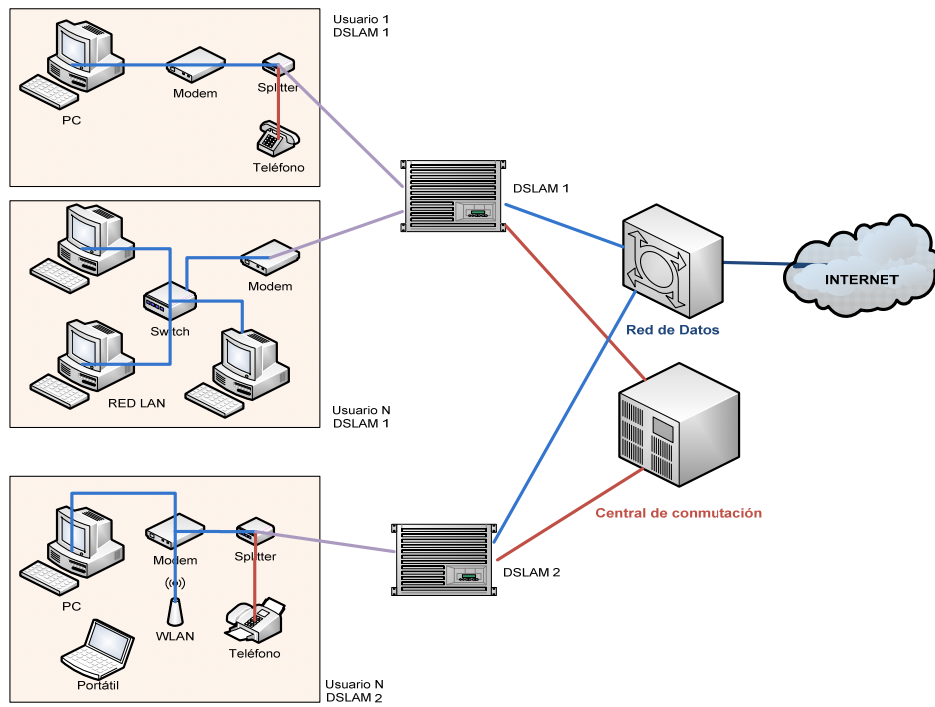 Usuario 1
DSLAM 1
PC
Modem
Splitter
Teléfono
DSLAM 1
Modem
Switch
RED LAN
Usuario N
DSLAM 1
Red de Datos
INTERNET
Central de conmutación
PC
Modem
Splitter
WLAN
Teléfono
Portátil
DSLAM 2
Usuario N
DSLAM 2